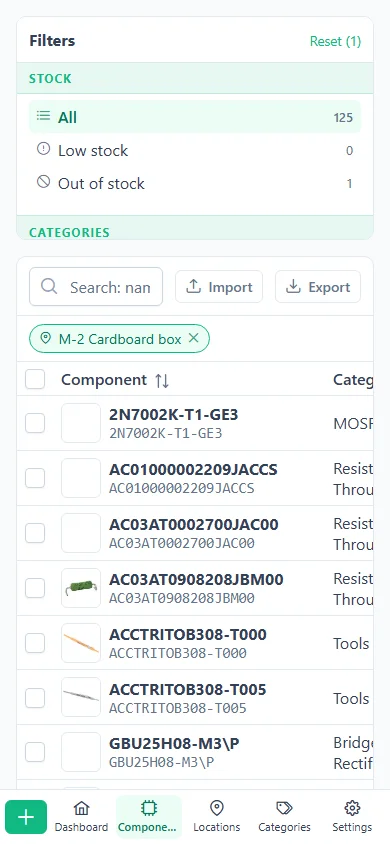 Filters
Reset (1)
STOCK
All
125
Low stock
0
Out of stock
1
CATEGORIES
Search: nan
Import
Export
M-2 Cardboard box
Component
Categ
2N7002K-T1-GE3
2N7002K-T1-GE3
MOSF
AC01000002209JACCS
AC01000002209JACCS
Resist
Throu
AC03AT0002700JAC00
AC03AT0002700JAC00
Resist
Throu
AC03AT0908208JBM00
AC03AT0908208JBM00
Resist
Throu
ACCTRITOB308-T000
ACCTRITOB308-T000
Tools
ACCTRITOB308-T005
ACCTRITOB308-T005
Tools
GBU25H08-M3\P
GBU25H08-M3\P
Bridge
Rectif
Dashboard
Compone...
Locations
Categories
Settings